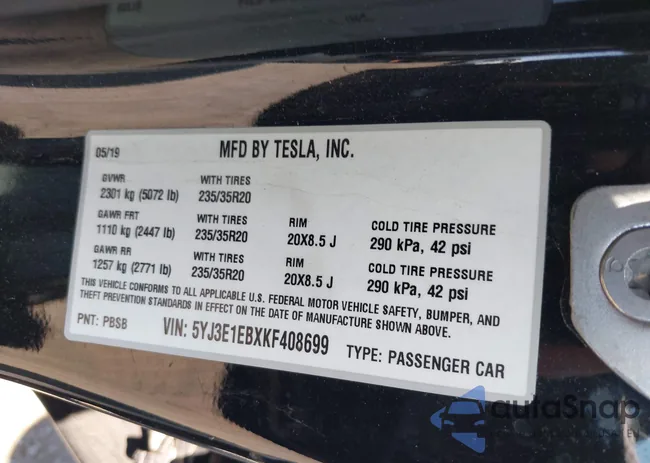 05/19 MFD BY TESLA, INC.
GVWR WITH TIRES
2301 kg (5072 lb) 235/35R20
GAWR FRT WITH TIRES RIM COLD TIRE PRESSURE
1110 kg (2447 lb) 235/35R20 20X8.5 J 290 kPa, 42 psi
GAWR RR WITH TIRES RIM COLD TIRE PRESSURE
1257 kg (2771 lb) 235/35R20 20X8.5 J 290 kPa, 42 psi
THIS VEHICLE CONFORMS TO ALL APPLICABLE U.S. FEDERAL MOTOR VEHICLE SAFETY, BUMPER, AND
THEFT PREVENTION STANDARDS IN EFFECT ON THE DATE OF MANUFACTURE SHOWN ABOVE.
PNT: PBSB VIN: 5YJ3E1EBXKF408699 TYPE: PASSENGER CAR
autoSnap